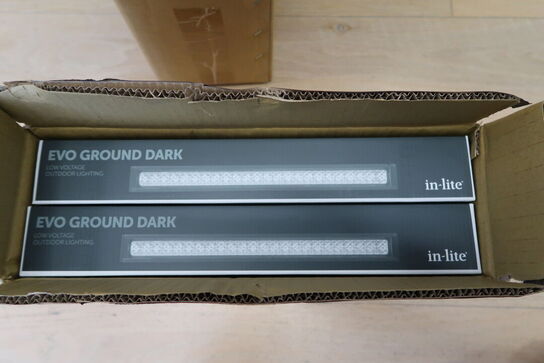 EVO GROUND DARK
LOW VOLTAGE
OUTDOOR LIGHTING
in-lite®
EVO GROUND DARK
LOW VOLTAGE
OUTDOOR LIGHTING
in-lite®